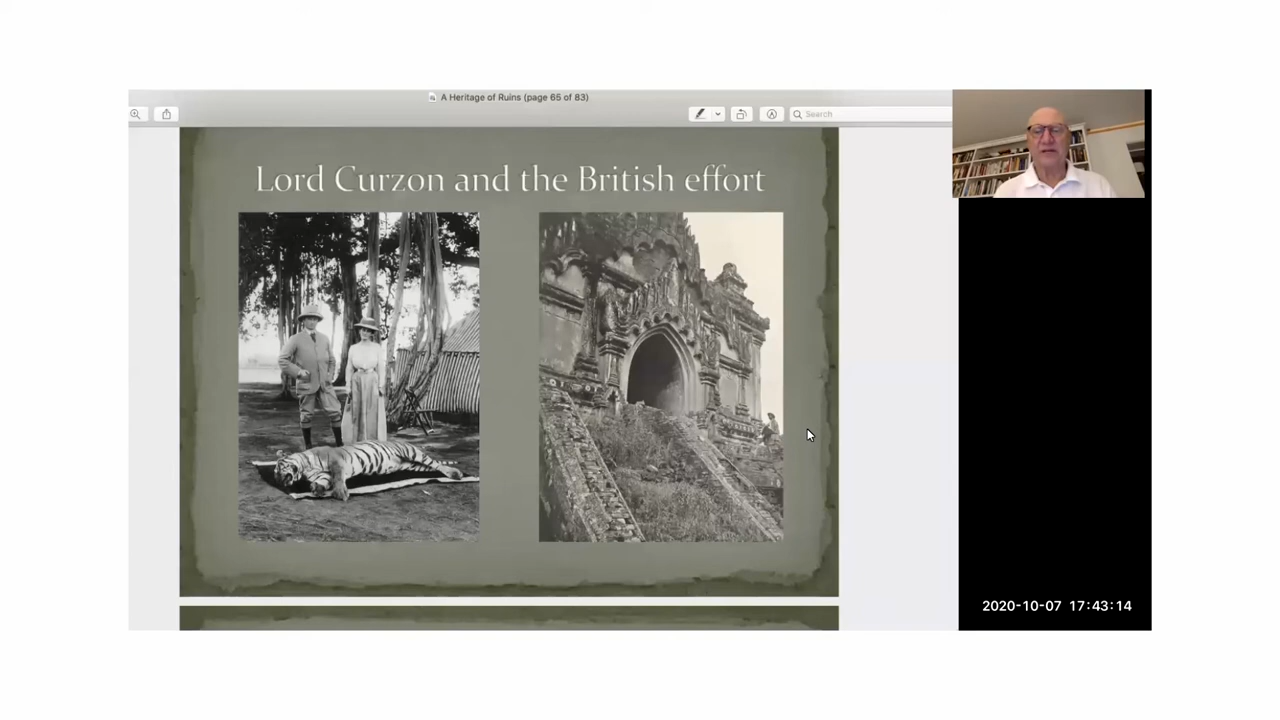 A Heritage of Ruins (page 65 of 83)
Search
Lord Curzon and the British effort
2020-10-07 17:43:14